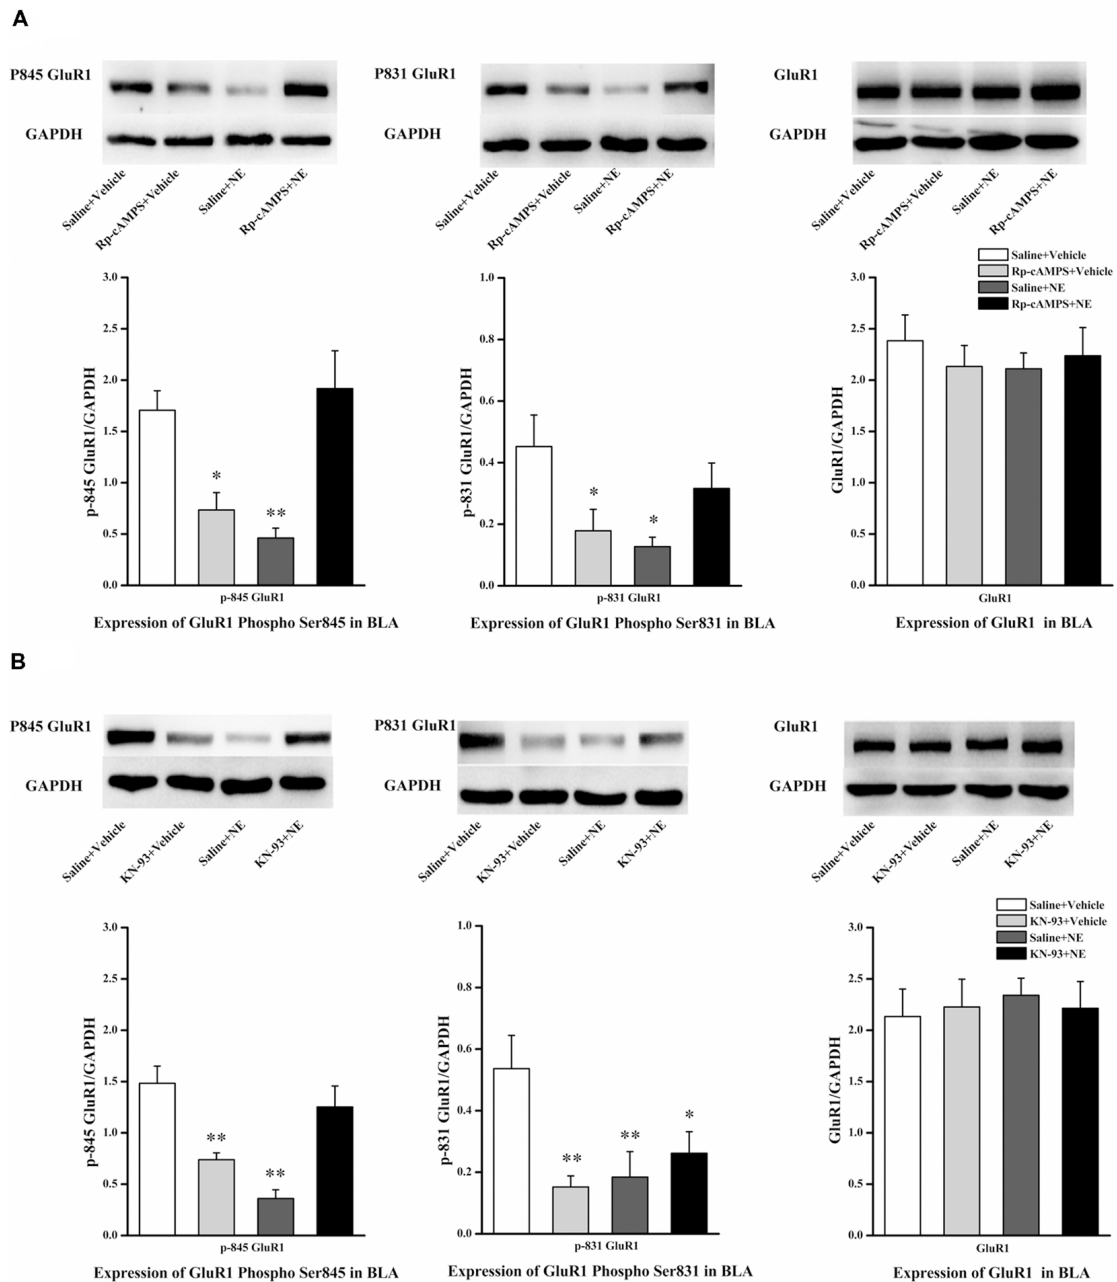 A
P845 GluR1
P831 GluR1
GluR1
GAPDH
GAPDH
GAPDH
Saline+Vehicle
Rp-cAMPS+Vehicle
Saline+NE
Rp-cAMPS+NE
Saline+Vehicle
Rp-cAMPS+Vehicle
Saline+NE
Rp-cAMPS+NE
Saline+Vehicle
Rp-cAMPS+Vehicle
Saline+NE
Rp-cAMPS+NE
p-845 GluR1/GAPDH
3.0
2.5
2.0
1.5
1.0
0.5
0.0
*
**
p-845 GluR1
Expression of GluR1 Phospho Ser845 in BLA
p-831 GluR1/GAPDH
1.0
0.8
0.6
0.4
0.2
0.0
*
*
p-831 GluR1
Expression of GluR1 Phospho Ser831 in BLA
Saline+Vehicle
Rp-cAMPS+Vehicle
Saline+NE
Rp-cAMPS+NE
GluR1/GAPDH
3.0
2.5
2.0
1.5
1.0
0.5
0.0
GluR1
Expression of GluR1 in BLA
B
P845 GluR1
P831 GluR1
GluR1
GAPDH
GAPDH
GAPDH
Saline+Vehicle
KN-93+Vehicle
Saline+NE
KN-93+NE
Saline+Vehicle
KN-93+Vehicle
Saline+NE
KN-93+NE
Saline+Vehicle
KN-93+Vehicle
Saline+NE
KN-93+NE
p-845 GluR1/GAPDH
3.0
2.5
2.0
1.5
1.0
0.5
0.0
**
**
p-845 GluR1
Expression of GluR1 Phospho Ser845 in BLA
p-831 GluR1/GAPDH
1.0
0.8
0.6
0.4
0.2
0.0
**
**
*
p-831 GluR1
Expression of GluR1 Phospho Ser831 in BLA
Saline+Vehicle
KN-93+Vehicle
Saline+NE
KN-93+NE
GluR1/GAPDH
3.0
2.5
2.0
1.5
1.0
0.5
0.0
GluR1
Expression of GluR1 in BLA